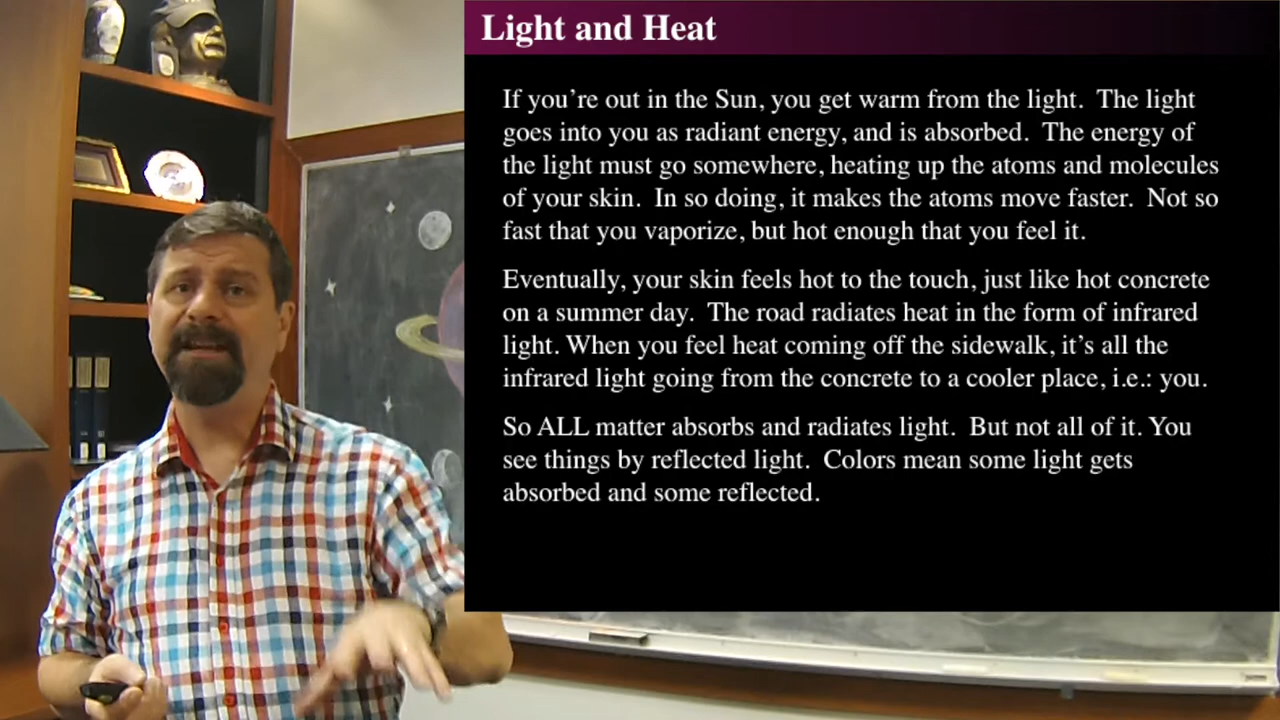 Light and Heat
If you're out in the Sun, you get warm from the light. The light
goes into you as radiant energy, and is absorbed. The energy of
the light must go somewhere, heating up the atoms and molecules
of your skin. In so doing, it makes the atoms move faster. Not so
fast that you vaporize, but hot enough that you feel it.
Eventually, your skin feels hot to the touch, just like hot concrete
on a summer day. The road radiates heat in the form of infrared
light. When you feel heat coming off the sidewalk, it's all the
infrared light going from the concrete to a cooler place, i.e.: you.
So ALL matter absorbs and radiates light. But not all of it. You
see things by reflected light. Colors mean some light gets
absorbed and some reflected.